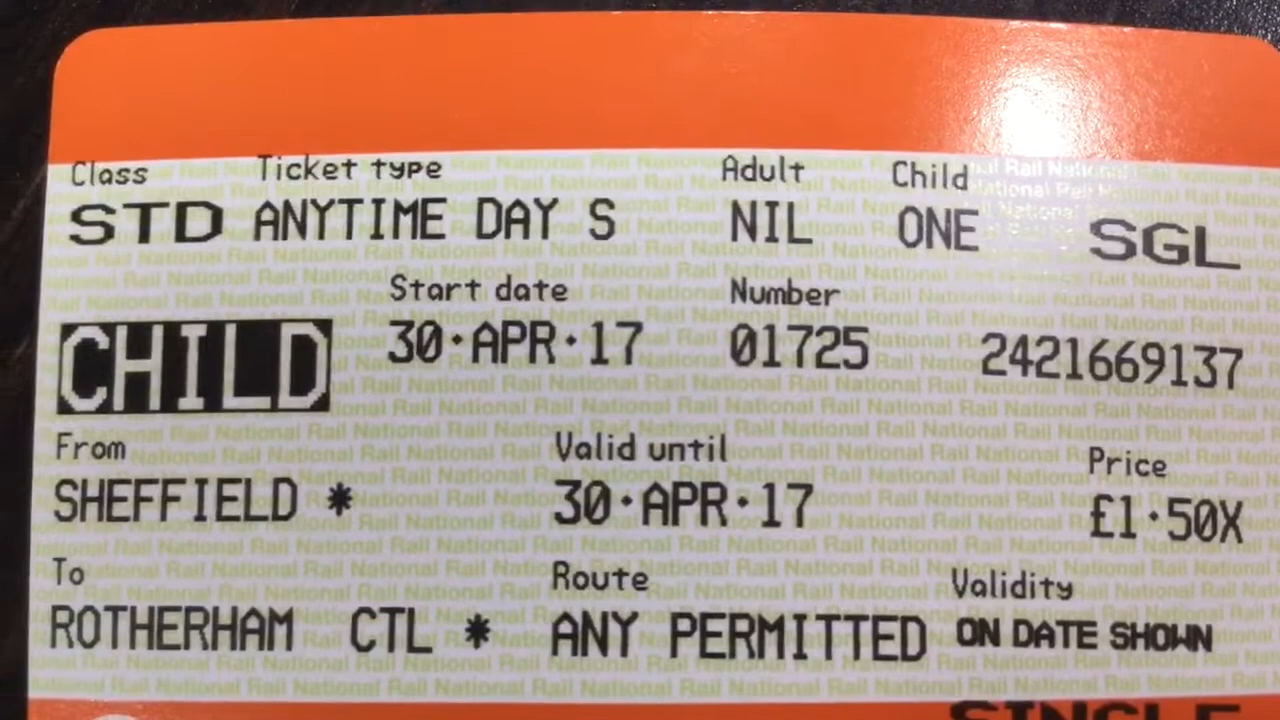 Class Ticket type Adult Child
STD ANYTIME DAY S NIL ONE SGL
Start date Number
CHILD 30·APR·17 01725 2421669137
From Valid until Price
SHEFFIELD * 30·APR·17 £1·50X
To Route Validity
ROTHERHAM CTL * ANY PERMITTED ON DATE SHOWN
SINGLE